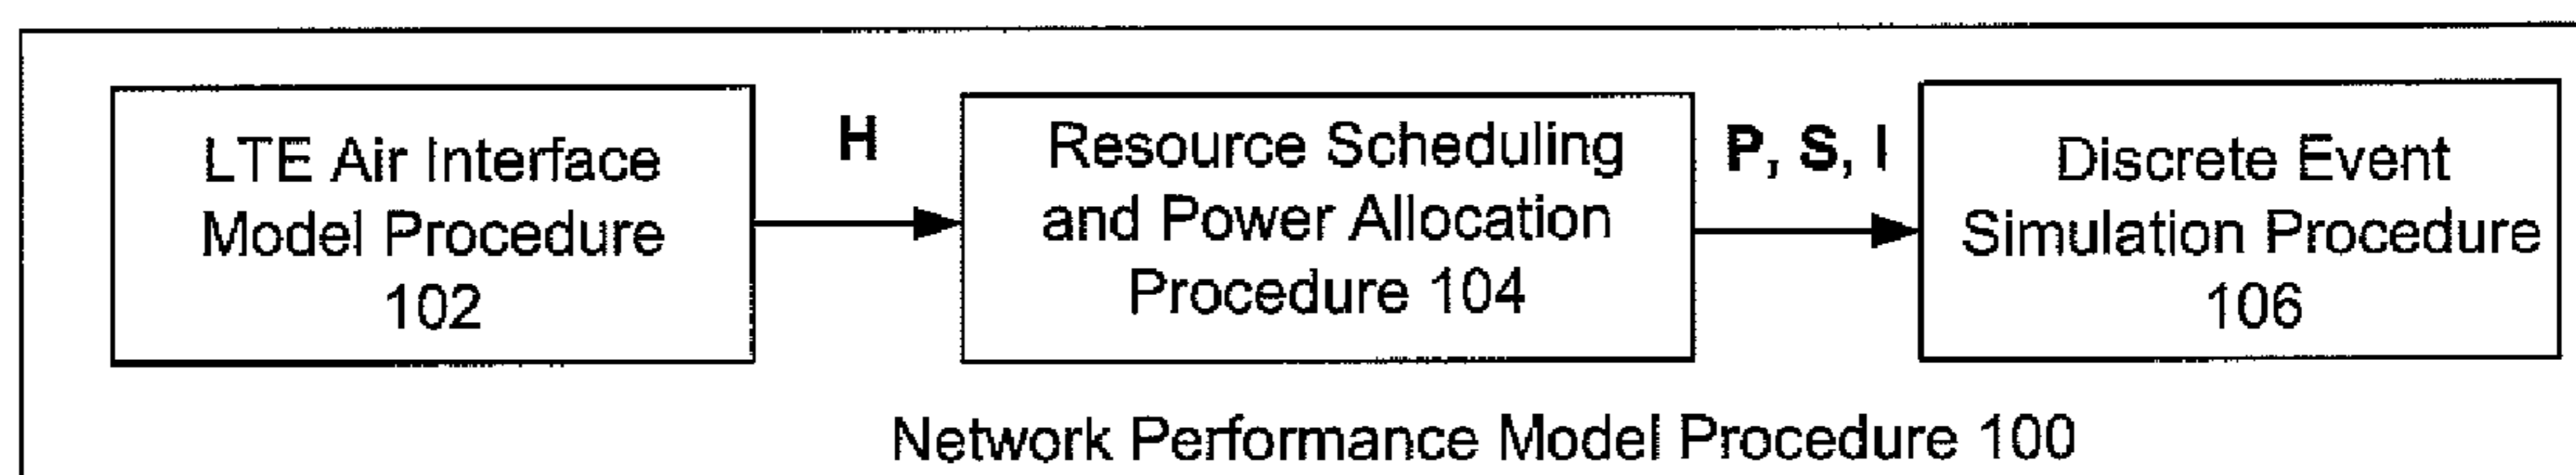 LTE Air Interface
Model Procedure
102
H
Resource Scheduling
and Power Allocation
Procedure 104
P, S, I
Discrete Event
Simulation Procedure
106
Network Performance Model Procedure 100